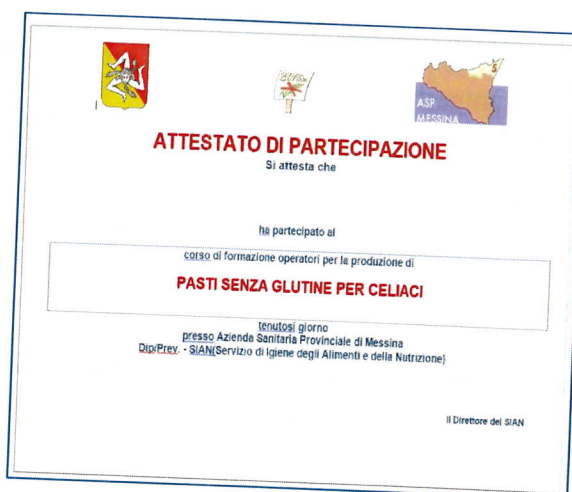 ASP
MESSINA
ATTESTATO DI PARTECIPAZIONE
Si attesta che
ha partecipato al
corso di formazione operatori per la produzione di
PASTI SENZA GLUTINE PER CELIACI
tenutosi giorno
presso Azienda Sanitaria Provinciale di Messina
Dip/Prev. - SIAN(Servizio di Igiene degli Alimenti e della Nutrizione)
Il Direttore del SIAN